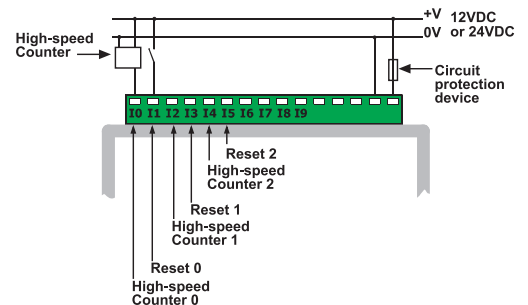 +V 12VDC
0V or 24VDC
High-speed
Counter
Circuit
protection
device
I0 I1 I2 I3 I4 I5 I6 I7 I8 I9
Reset 2
High-speed
Counter 2
Reset 1
High-speed
Counter 1
Reset 0
High-speed
Counter 0